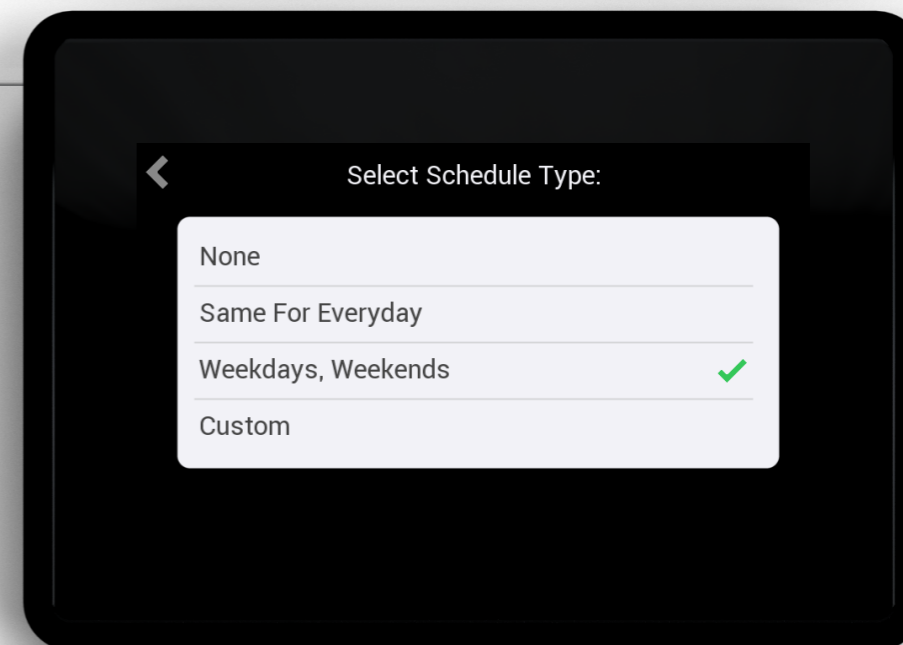 Select Schedule Type:
None
Same For Everyday
Weekdays, Weekends
Custom